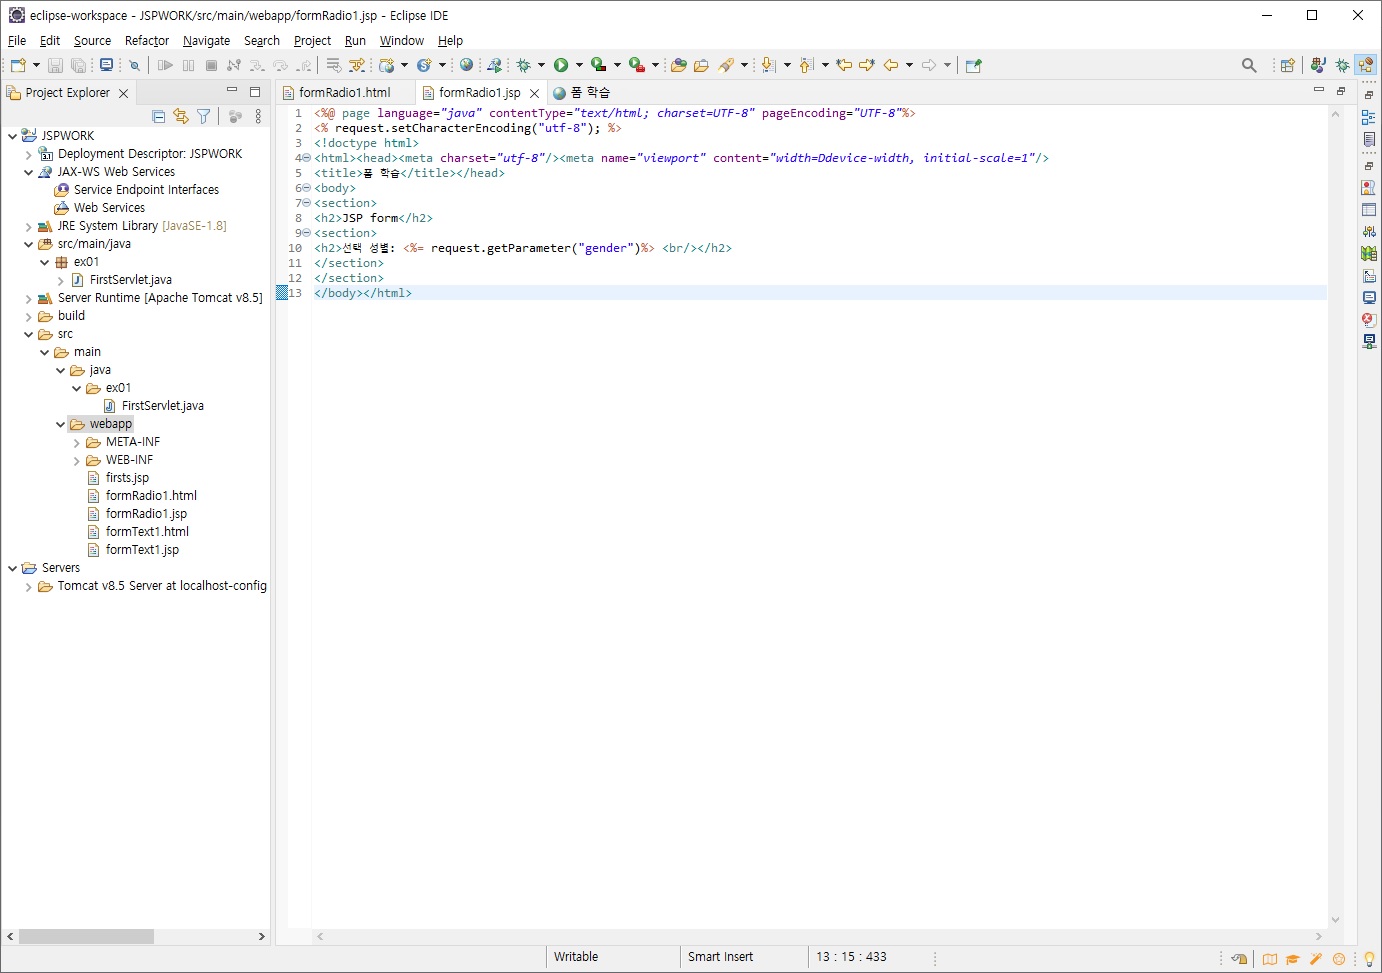 eclipse-workspace - JSPWORK/src/main/webapp/formRadio1.jsp - Eclipse IDE
File Edit Source Refactor Navigate Search Project Run Window Help
Project Explorer
JSPWORK
Deployment Descriptor: JSPWORK
JAX-WS Web Services
Service Endpoint Interfaces
Web Services
JRE System Library [JavaSE-1.8]
src/main/java
ex01
FirstServlet.java
Server Runtime [Apache Tomcat v8.5]
build
src
main
java
ex01
FirstServlet.java
webapp
META-INF
WEB-INF
firsts.jsp
formRadio1.html
formRadio1.jsp
formText1.html
formText1.jsp
Servers
Tomcat v8.5 Server at localhost-config
formRadio1.html formRadio1.jsp 폼 학습
1 <%@ page language="java" contentType="text/html; charset=UTF-8" pageEncoding="UTF-8"%>
2 <% request.setCharacterEncoding("utf-8"); %>
3 <!doctype html>
4 <html><head><meta charset="utf-8"/><meta name="viewport" content="width=Ddevice-width, initial-scale=1"/>
5 <title>폼 학습</title></head>
6 <body>
7 <section>
8 <h2>JSP form</h2>
9 <section>
10 <h2>선택 성별: <%= request.getParameter("gender")%> <br/></h2>
11 </section>
12 </section>
13 </body></html>
Writable Smart Insert 13 : 15 : 433